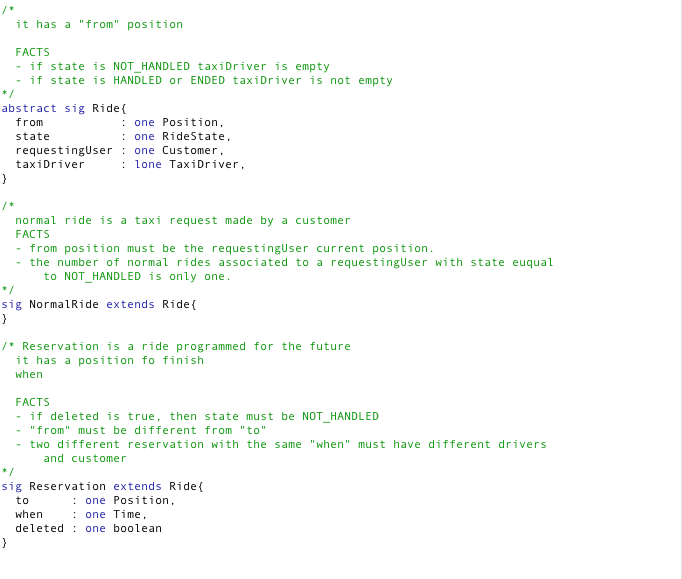 /*
  it has a "from" position

  FACTS
  - if state is NOT_HANDLED taxiDriver is empty
  - if state is HANDLED or ENDED taxiDriver is not empty
*/
abstract sig Ride{
  from           : one Position,
  state          : one RideState,
  requestingUser : one Customer,
  taxiDriver     : lone TaxiDriver,
}

/*
  normal ride is a taxi request made by a customer
  FACTS
  - from position must be the requestingUser current position.
  - the number of normal rides associated to a requestingUser with state euqual
      to NOT_HANDLED is only one.
*/
sig NormalRide extends Ride{
}

/* Reservation is a ride programmed for the future
  it has a position fo finish
  when

  FACTS
  - if deleted is true, then state must be NOT_HANDLED
  - "from" must be different from "to"
  - two different reservation with the same "when" must have different drivers
      and customer
*/
sig Reservation extends Ride{
  to      : one Position,
  when    : one Time,
  deleted : one boolean
}